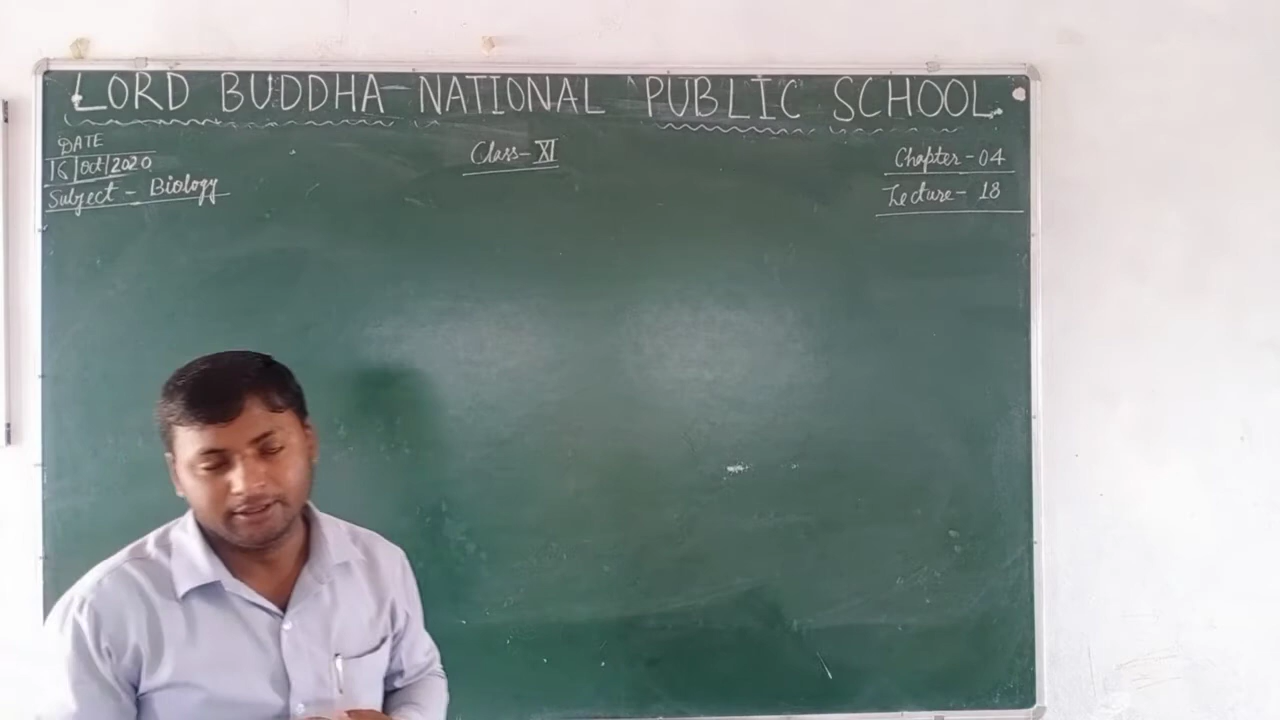 LORD BUDDHA NATIONAL PUBLIC SCHOOL
DATE
16/Oct/2020
Subject - Biology
Class- XI
Chapter - 04
Lecture - 18